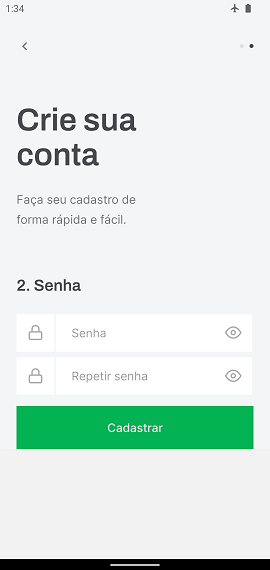 1:34
Crie sua
conta
Faça seu cadastro de
forma rápida e fácil.
2. Senha
Senha
Repetir senha
Cadastrar